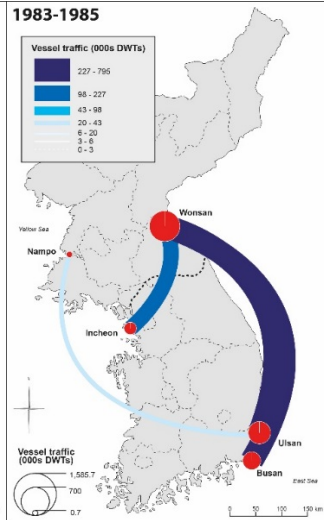 1983-1985
Vessel traffic (000s DWTs)
227 - 795
98 - 227
43 - 98
20 - 43
6 - 20
3 - 6
0 - 3
Wonsan
Yellow Sea
Nampo
Incheon
Ulsan
Busan
East Sea
Vessel traffic
(000s DWTs)
1,585.7
700
0.7
0 50 100 150 km